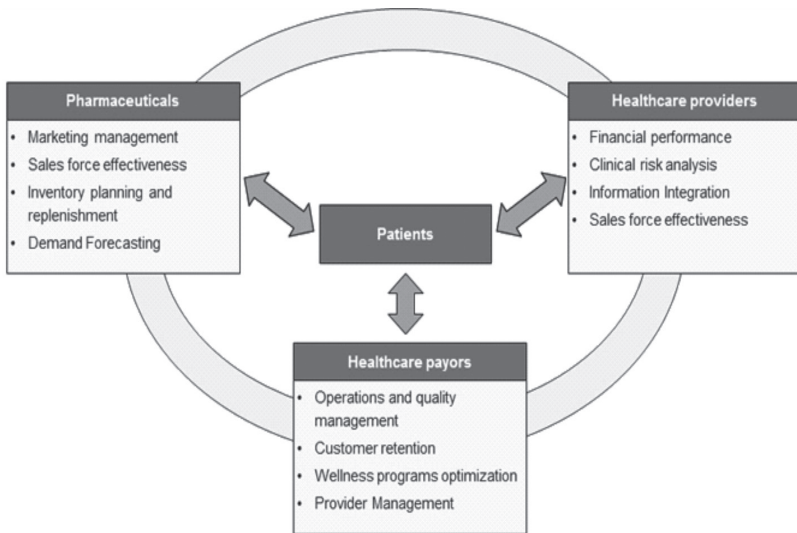 Pharmaceuticals
• Marketing management
• Sales force effectiveness
• Inventory planning and
replenishment
• Demand Forecasting
Healthcare providers
• Financial performance
• Clinical risk analysis
• Information Integration
• Sales force effectiveness
Patients
Healthcare payors
• Operations and quality
management
• Customer retention
• Wellness programs optimization
• Provider Management